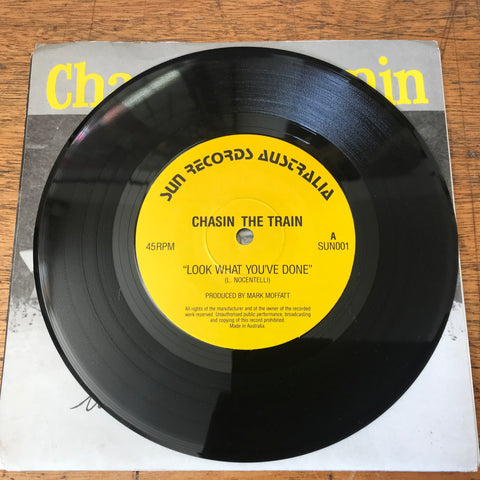 Cha in
SUN RECORDS AUSTRALIA
CHASIN THE TRAIN
45RPM
A
SUN001
"LOOK WHAT YOU'VE DONE"
(L. NOCENTELLI)
PRODUCED BY MARK MOFFATT
All rights of the manufacturer and of the owner of the recorded
work reserved. Unauthorised public performance, broadcasting
and copying of this record prohibited.
Made in Australia.